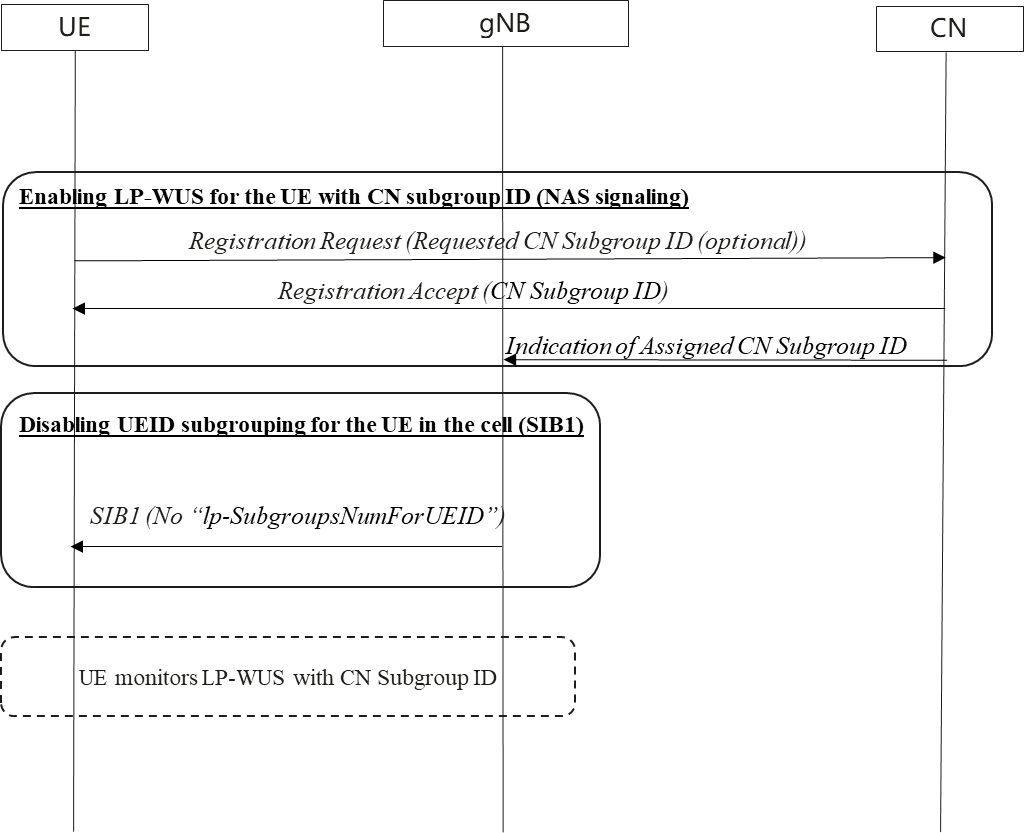 UE
gNB
CN
Enabling LP-WUS for the UE with CN subgroup ID (NAS signaling)
Registration Request (Requested CN Subgroup ID (optional))
Registration Accept (CN Subgroup ID)
Indication of Assigned CN Subgroup ID
Disabling UEID subgrouping for the UE in the cell (SIB1)
SIB1 (No “lp-SubgroupsNumForUEID”)
UE monitors LP-WUS with CN Subgroup ID